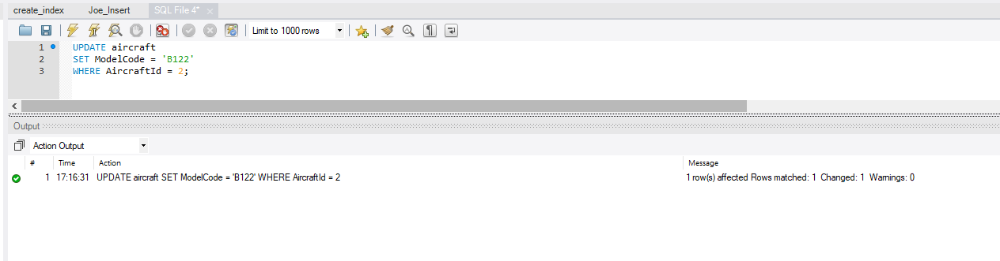 create_index Joe_Insert SQL File 4* ×
Limit to 1000 rows
1 UPDATE aircraft
2 SET ModelCode = 'B122'
3 WHERE AircraftId = 2;
Output
Action Output
# Time Action Message
1 17:16:31 UPDATE aircraft SET ModelCode = 'B122' WHERE AircraftId = 2 1 row(s) affected Rows matched: 1 Changed: 1 Warnings: 0